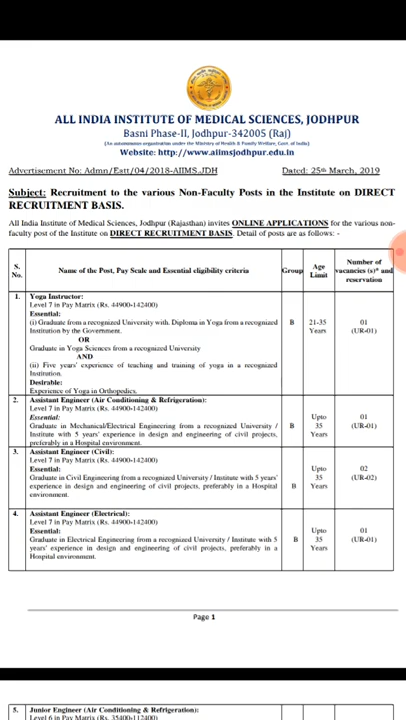 ALL INDIA INSTITUTE OF MEDICAL SCIENCES, JODHPUR
Basni Phase-II, Jodhpur-342005 (Raj)
(An autonomous organization under the Ministry of Health & Family Welfare, Govt. of India)
Website: http://www.aiimsjodhpur.edu.in
Advertisement No: Admn/Estt/04/2018-AIIMS.JDH Dated: 25th March, 2019
Subject: Recruitment to the various Non-Faculty Posts in the Institute on DIRECT
RECRUITMENT BASIS.
All India Institute of Medical Sciences, Jodhpur (Rajasthan) invites ONLINE APPLICATIONS for the various non-
faculty post of the Institute on DIRECT RECRUITMENT BASIS. Detail of posts are as follows: -
S. No. Name of the Post, Pay Scale and Essential eligibility criteria Group Age Limit Number of vacancies (s)* and reservation
1. Yoga Instructor:
Level 7 in Pay Matrix (Rs. 44900-142400)
Essential:
(i) Graduate from a recognized University with. Diploma in Yoga from a recognized B 21-35 01
Institution by the Government. Years (UR-01)
OR
Graduate in Yoga Sciences from a recognized University
AND
(ii) Five years' experience of teaching and training of yoga in a recognized
Institution.
Desirable:
Experience of Yoga in Orthopedics.
2. Assistant Engineer (Air Conditioning & Refrigeration):
Level 7 in Pay Matrix (Rs. 44900-142400)
Essential: Upto 01
Graduate in Mechanical/Electrical Engineering from a recognized University / B 35 (UR-01)
Institute with 5 years' experience in design and engineering of civil projects, Years
preferably in a Hospital environment.
3. Assistant Engineer (Civil):
Level 7 in Pay Matrix (Rs. 44900-142400)
Essential: Upto 02
Graduate in Civil Engineering from a recognized University / Institute with 5 years' 35 (UR-02)
experience in design and engineering of civil projects, preferably in a Hospital B Years
environment.
4. Assistant Engineer (Electrical):
Level 7 in Pay Matrix (Rs. 44900-142400)
Essential: Upto 01
Graduate in Electrical Engineering from a recognized University / Institute with 5 B 35 (UR-01)
years' experience in design and engineering of civil projects, preferably in a Years
Hospital environment.
Page 1
5. Junior Engineer (Air Conditioning & Refrigeration):
Level 6 in Pay Matrix (Rs. 35400-112400)